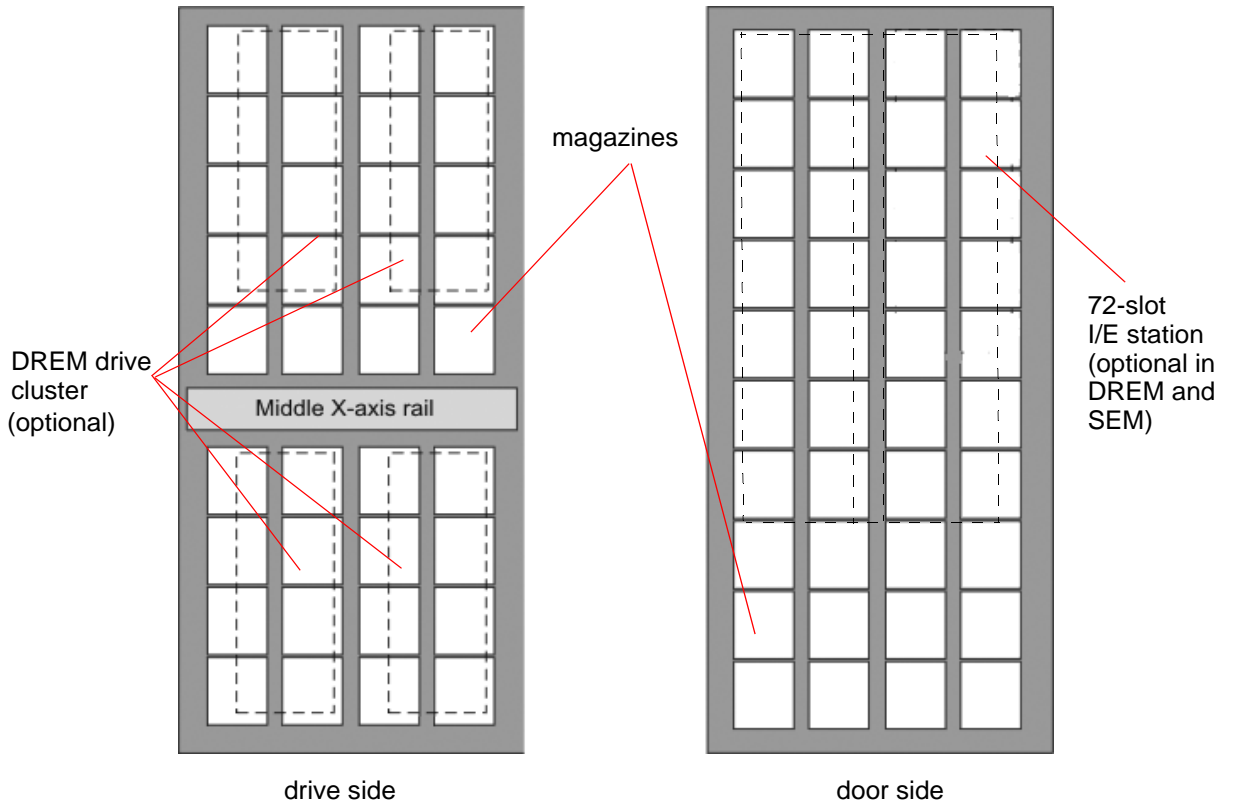 magazines
DREM drive
cluster
(optional)
Middle X-axis rail
72-slot
I/E station
(optional in
DREM and
SEM)
drive side
door side